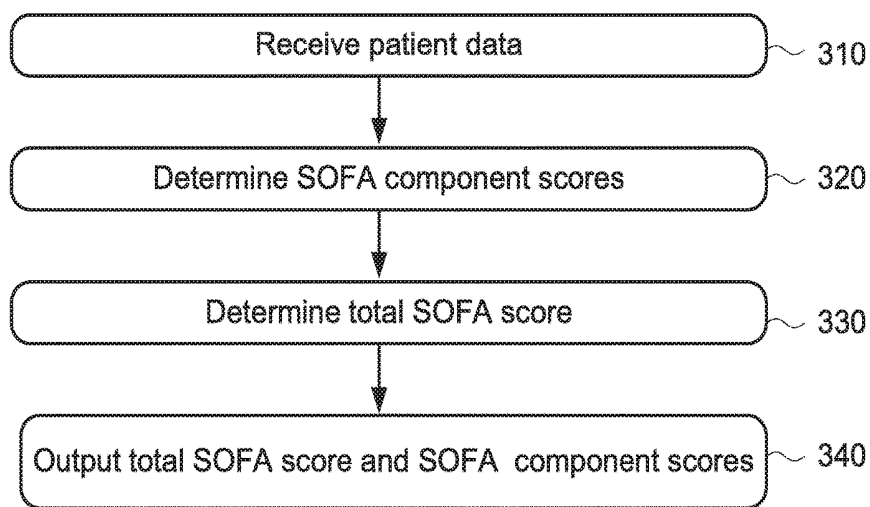 Receive patient data
310
Determine SOFA component scores
320
Determine total SOFA score
330
Output total SOFA score and SOFA component scores
340